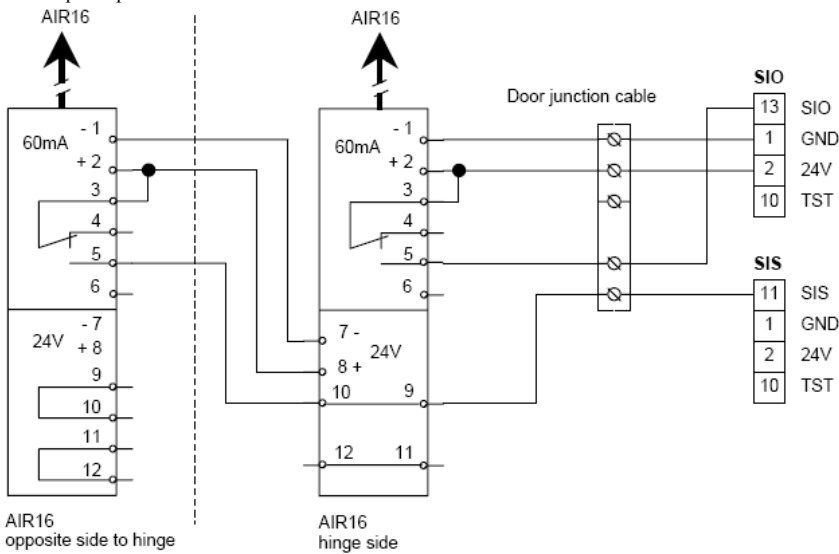 AIR16
AIR16
60mA
- 1
+ 2
3
4
5
6
- 7
24V
+ 8
9
10
11
12
AIR16
opposite side to hinge
60mA
- 1
+ 2
3
4
5
6
7 -
8 +
24V
10
9
12
11
AIR16
hinge side
Door junction cable
SIO
13 SIO
1 GND
2 24V
10 TST
SIS
11 SIS
1 GND
2 24V
10 TST